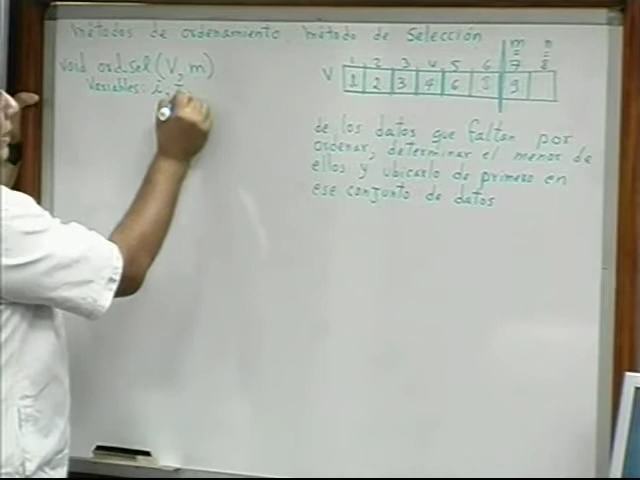 métodos de ordenamiento método de Selección
void ord_sel(V, m)
Variables: i,
m n
= =
1 2 3 4 5 6 7 8
V 1 2 3 4 6 8 9
de los datos que faltan por
ordenar, determinar el menor de
ellos y ubicarlo de primero en
ese conjunto de datos